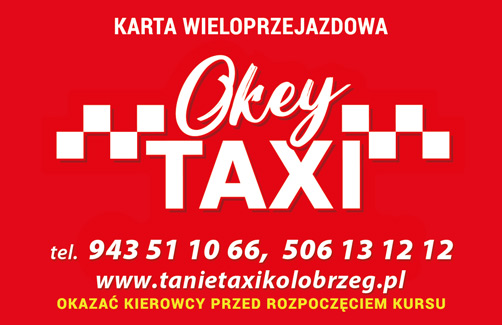 KARTA WIELOPRZEJAZDOWA
Okey
TAXI
tel. 943 51 10 66, 506 13 12 12
www.tanietaxikolobrzeg.pl
OKAZAĆ KIEROWCY PRZED ROZPOCZĘCIEM KURSU